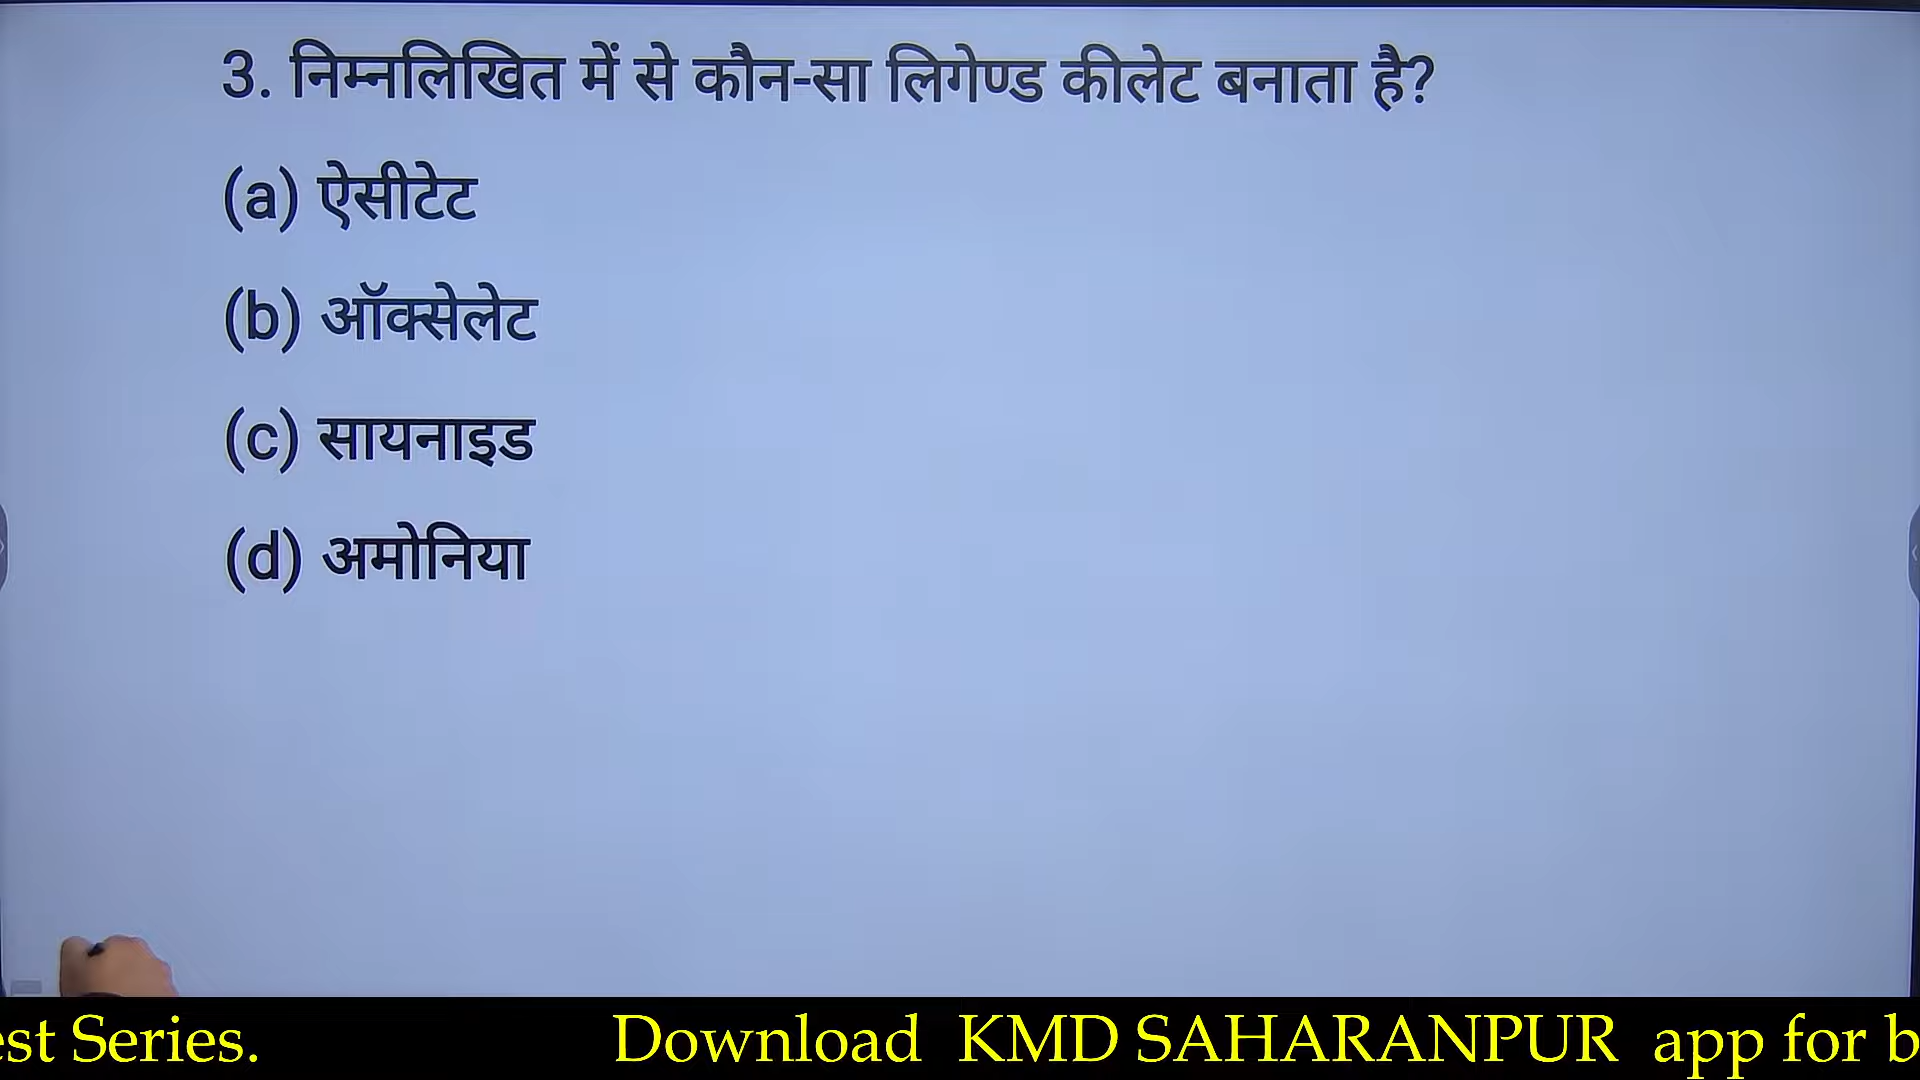 3. निम्नलिखित में से कौन-सा लिगेण्ड कीलेट बनाता है?
(a) ऐसीटेट
(b) ऑक्सेलेट
(c) सायनाइड
(d) अमोनिया
est Series. Download KMD SAHARANPUR app for b